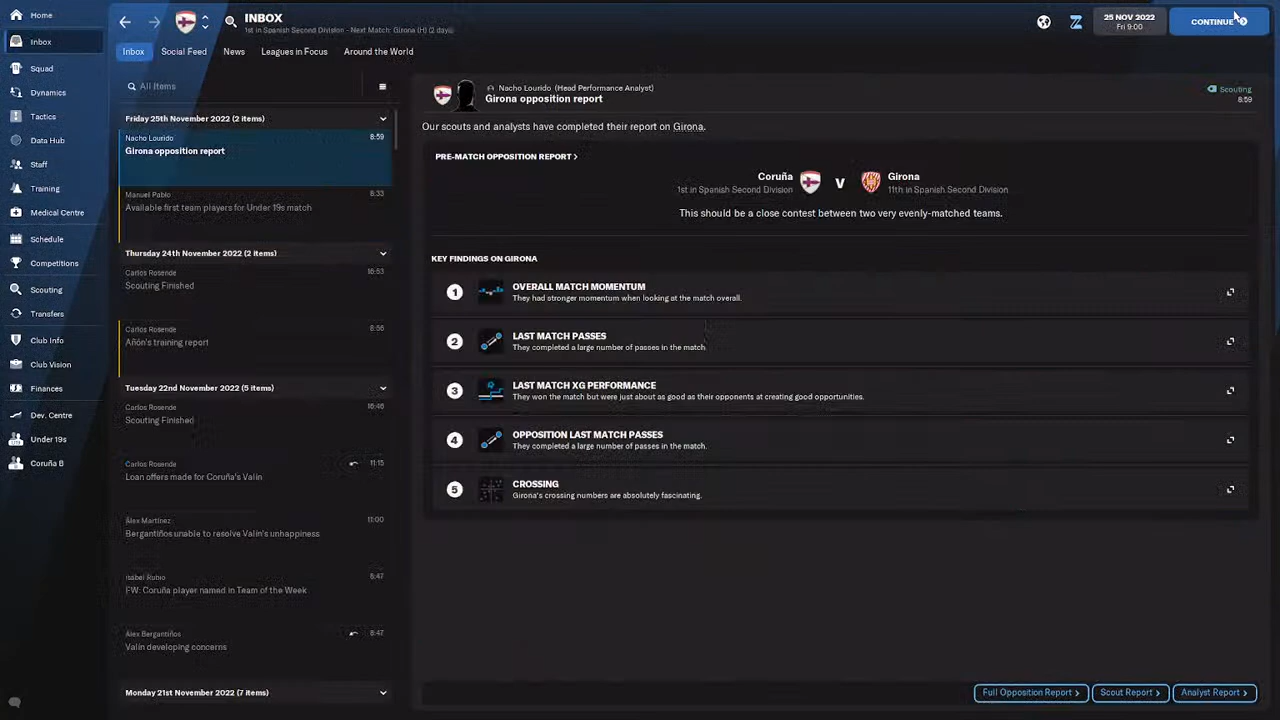 Home
Inbox
Squad
Dynamics
Tactics
Data Hub
Staff
Training
Medical Centre
Schedule
Competitions
Scouting
Transfers
Club Info
Club Vision
Finances
Dev. Centre
Under 19s
Coruña B
INBOX
1st in Spanish Second Division - Next Match: Girona (H) (2 days)
25 NOV 2022
Fri 9:00
CONTINUE
Inbox
Social Feed
News
Leagues in Focus
Around the World
All Items
Friday 25th November 2022 (2 items)
Nacho Lourido 8:59
Girona opposition report
Manuel Pablo 8:33
Available first team players for Under 19s match
Thursday 24th November 2022 (2 items)
Carlos Rosende 16:53
Scouting Finished
Carlos Rosende 8:56
Añón's training report
Tuesday 22nd November 2022 (5 items)
Carlos Rosende 16:46
Scouting Finished
Carlos Rosende 11:15
Loan offers made for Coruña's Valín
Álex Martínez 11:00
Bergantiños unable to resolve Valín's unhappiness
Isabel Rubio 8:47
FW: Coruña player named in Team of the Week
Álex Bergantiños 8:47
Valín developing concerns
Monday 21st November 2022 (7 items)
Nacho Lourido (Head Performance Analyst)
Girona opposition report
Scouting
8:59
Our scouts and analysts have completed their report on Girona.
PRE-MATCH OPPOSITION REPORT >
Coruña
1st in Spanish Second Division
v
Girona
11th in Spanish Second Division
This should be a close contest between two very evenly-matched teams.
KEY FINDINGS ON GIRONA
1
OVERALL MATCH MOMENTUM
They had stronger momentum when looking at the match overall.
2
LAST MATCH PASSES
They completed a large number of passes in the match.
3
LAST MATCH XG PERFORMANCE
They won the match but were just about as good as their opponents at creating good opportunities.
4
OPPOSITION LAST MATCH PASSES
They completed a large number of passes in the match.
5
CROSSING
Girona's crossing numbers are absolutely fascinating.
Full Opposition Report >
Scout Report >
Analyst Report >